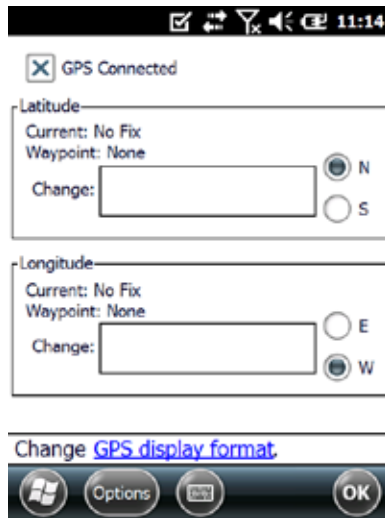 11:14
GPS Connected
Latitude
Current: No Fix
Waypoint: None
N
Change:
S
Longitude
Current: No Fix
Waypoint: None
E
Change:
W
Change GPS display format.
Options
OK